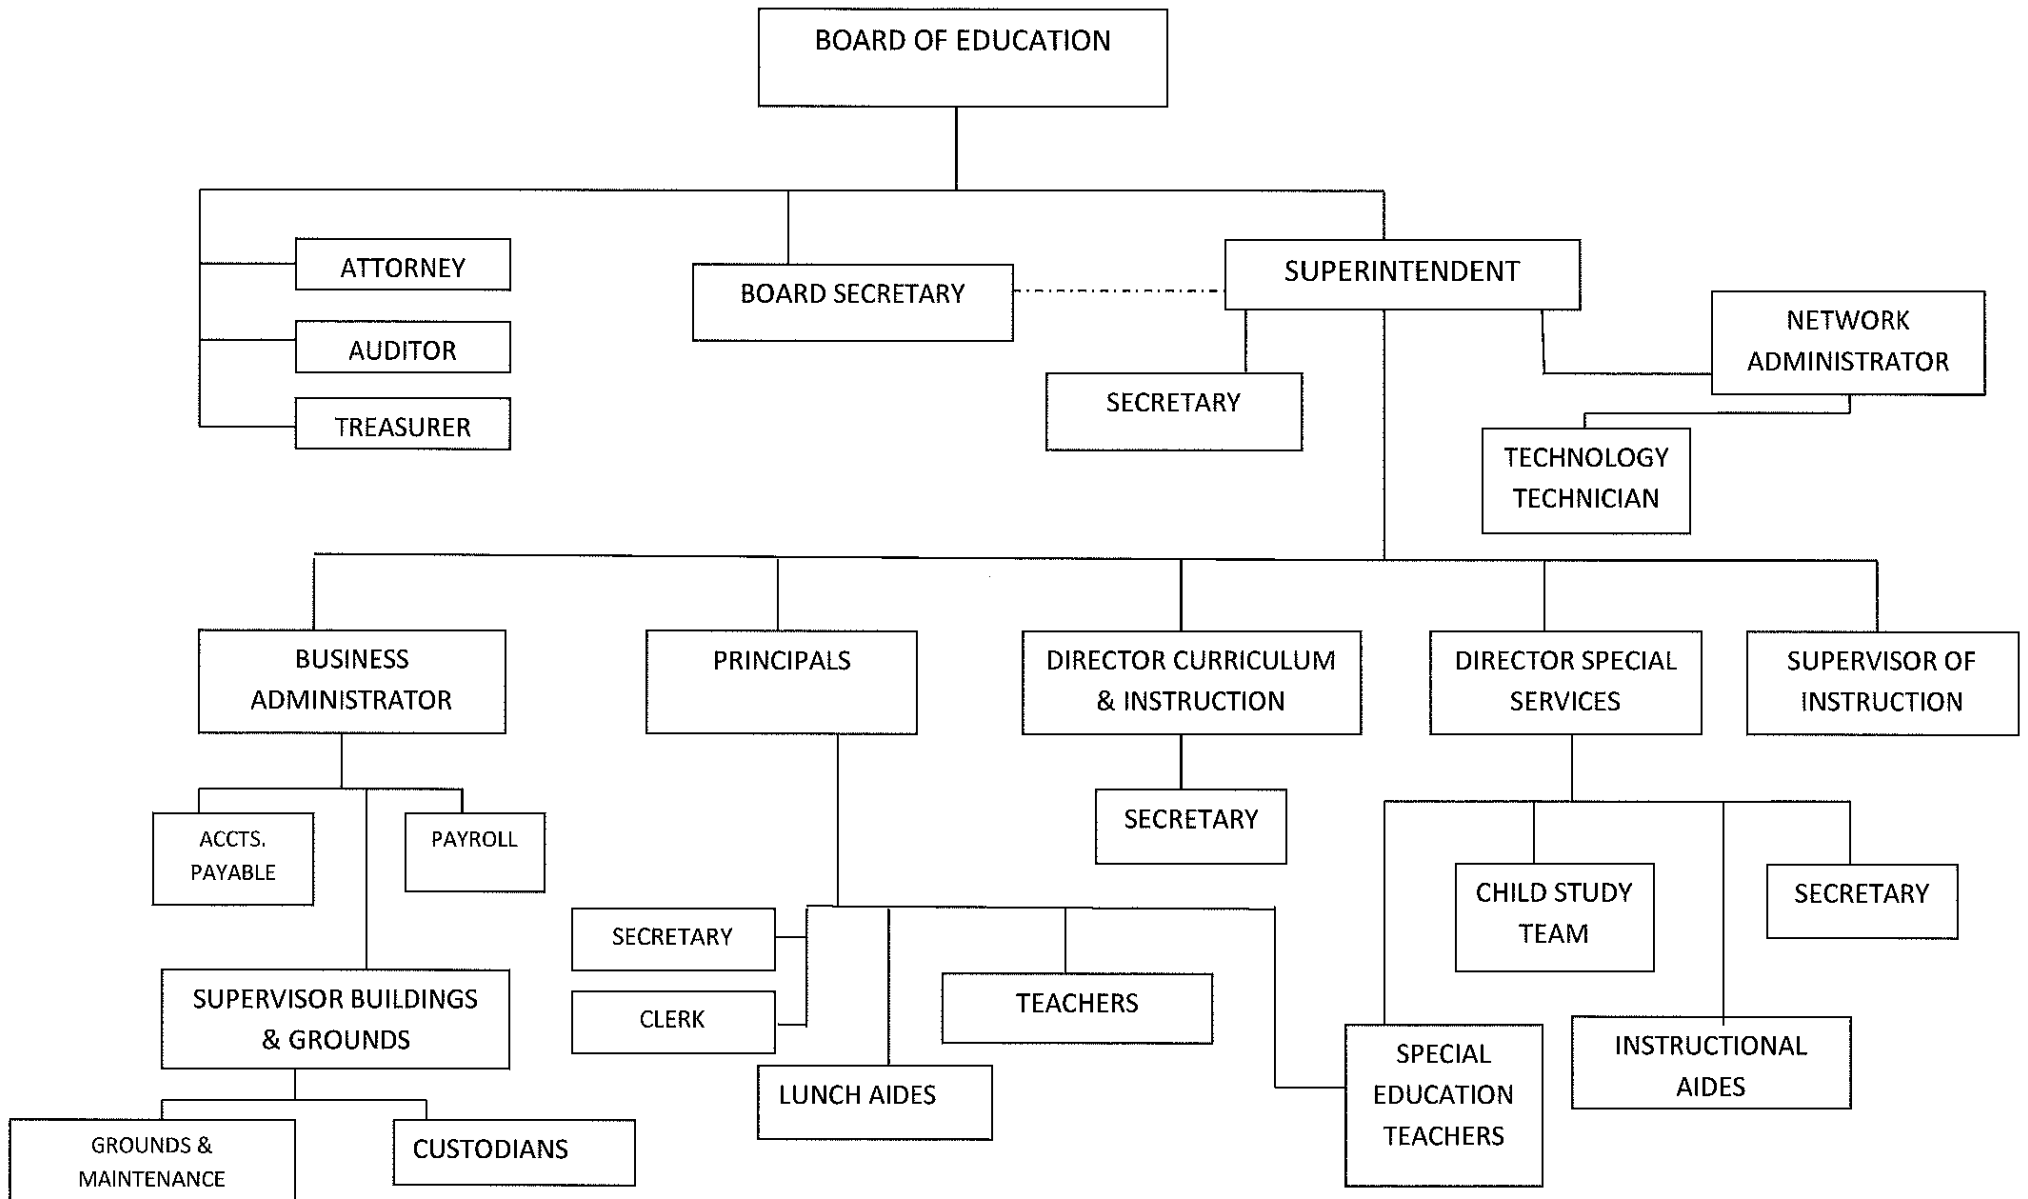 BOARD OF EDUCATION
ATTORNEY
AUDITOR
TREASURER
BOARD SECRETARY
SUPERINTENDENT
SECRETARY
NETWORK
ADMINISTRATOR
TECHNOLOGY
TECHNICIAN
BUSINESS
ADMINISTRATOR
PRINCIPALS
DIRECTOR CURRICULUM
& INSTRUCTION
DIRECTOR SPECIAL
SERVICES
SUPERVISOR OF
INSTRUCTION
ACCTS.
PAYABLE
PAYROLL
SECRETARY
CHILD STUDY
TEAM
SECRETARY
SECRETARY
CLERK
SUPERVISOR BUILDINGS
& GROUNDS
TEACHERS
LUNCH AIDES
SPECIAL
EDUCATION
TEACHERS
INSTRUCTIONAL
AIDES
GROUNDS &
MAINTENANCE
CUSTODIANS